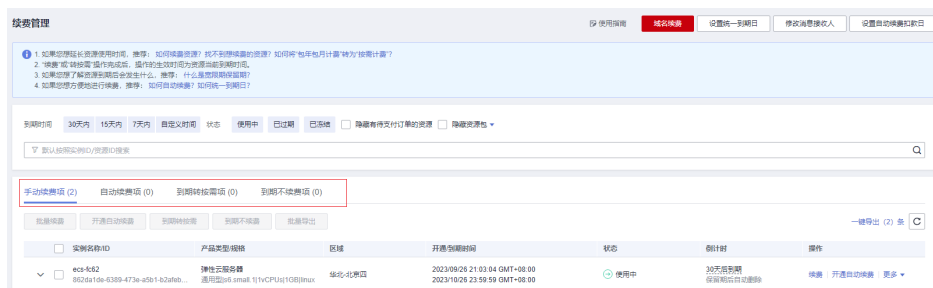 续费管理
使用指南 域名续费 设置统一到期日 修改消息接收人 设置自动续费扣款日
1. 如果您想延长资源使用时间，推荐： 如何续费资源? 找不到想续费的资源? 如何将“包年包月计费”转为“按需计费”?
2. “续费”或“转按需”操作完成后，操作的生效时间为资源当前到期时间。
3. 如果您想了解资源到期后会发生什么，推荐： 什么是宽限期保留期?
4. 如果您想方便地进行续费，推荐： 如何自动续费? 如何统一到期日?
到期时间 30天内 15天内 7天内 自定义时间 状态 使用中 已过期 已冻结 隐藏有待支付订单的资源 隐藏资源包
默认按照实例ID/资源ID搜索
手动续费项 (2) 自动续费项 (0) 到期转按需项 (0) 到期不续费项 (0)
批量续费 开通自动续费 到期转按需 到期不续费 批量导出 一键导出 (2) 条
实例名称/ID 产品类型/规格 区域 开通/到期时间 状态 倒计时 操作
ecs-fc62 弹性云服务器 华北-北京四 2023/09/26 21:03:04 GMT+08:00 使用中 30天后到期 续费 开通自动续费 更多
862da1de-6389-473e-a5b1-b2afeb... 通用型|s6.small.1|1vCPUs|1GB|linux 2023/10/26 23:59:59 GMT+08:00 保留期后自动删除